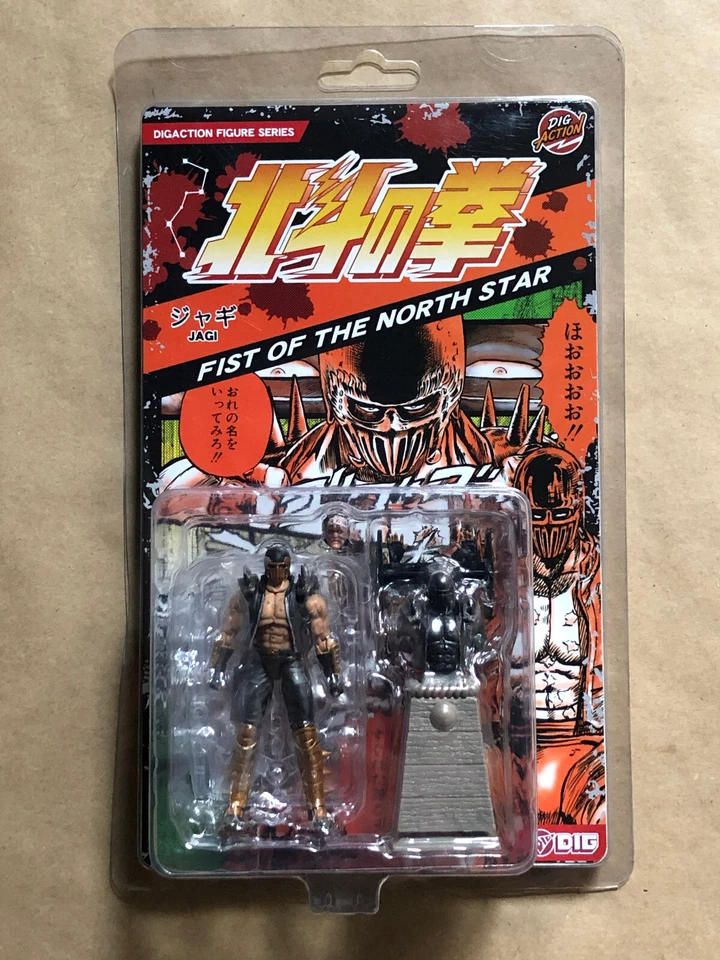 DIGACTION FIGURE SERIES
DIG
ACTION
北斗の拳
ジャギ
JAGI
FIST OF THE NORTH STAR
ほおおおお!!
おれの名を
いってみろ!!
DIG